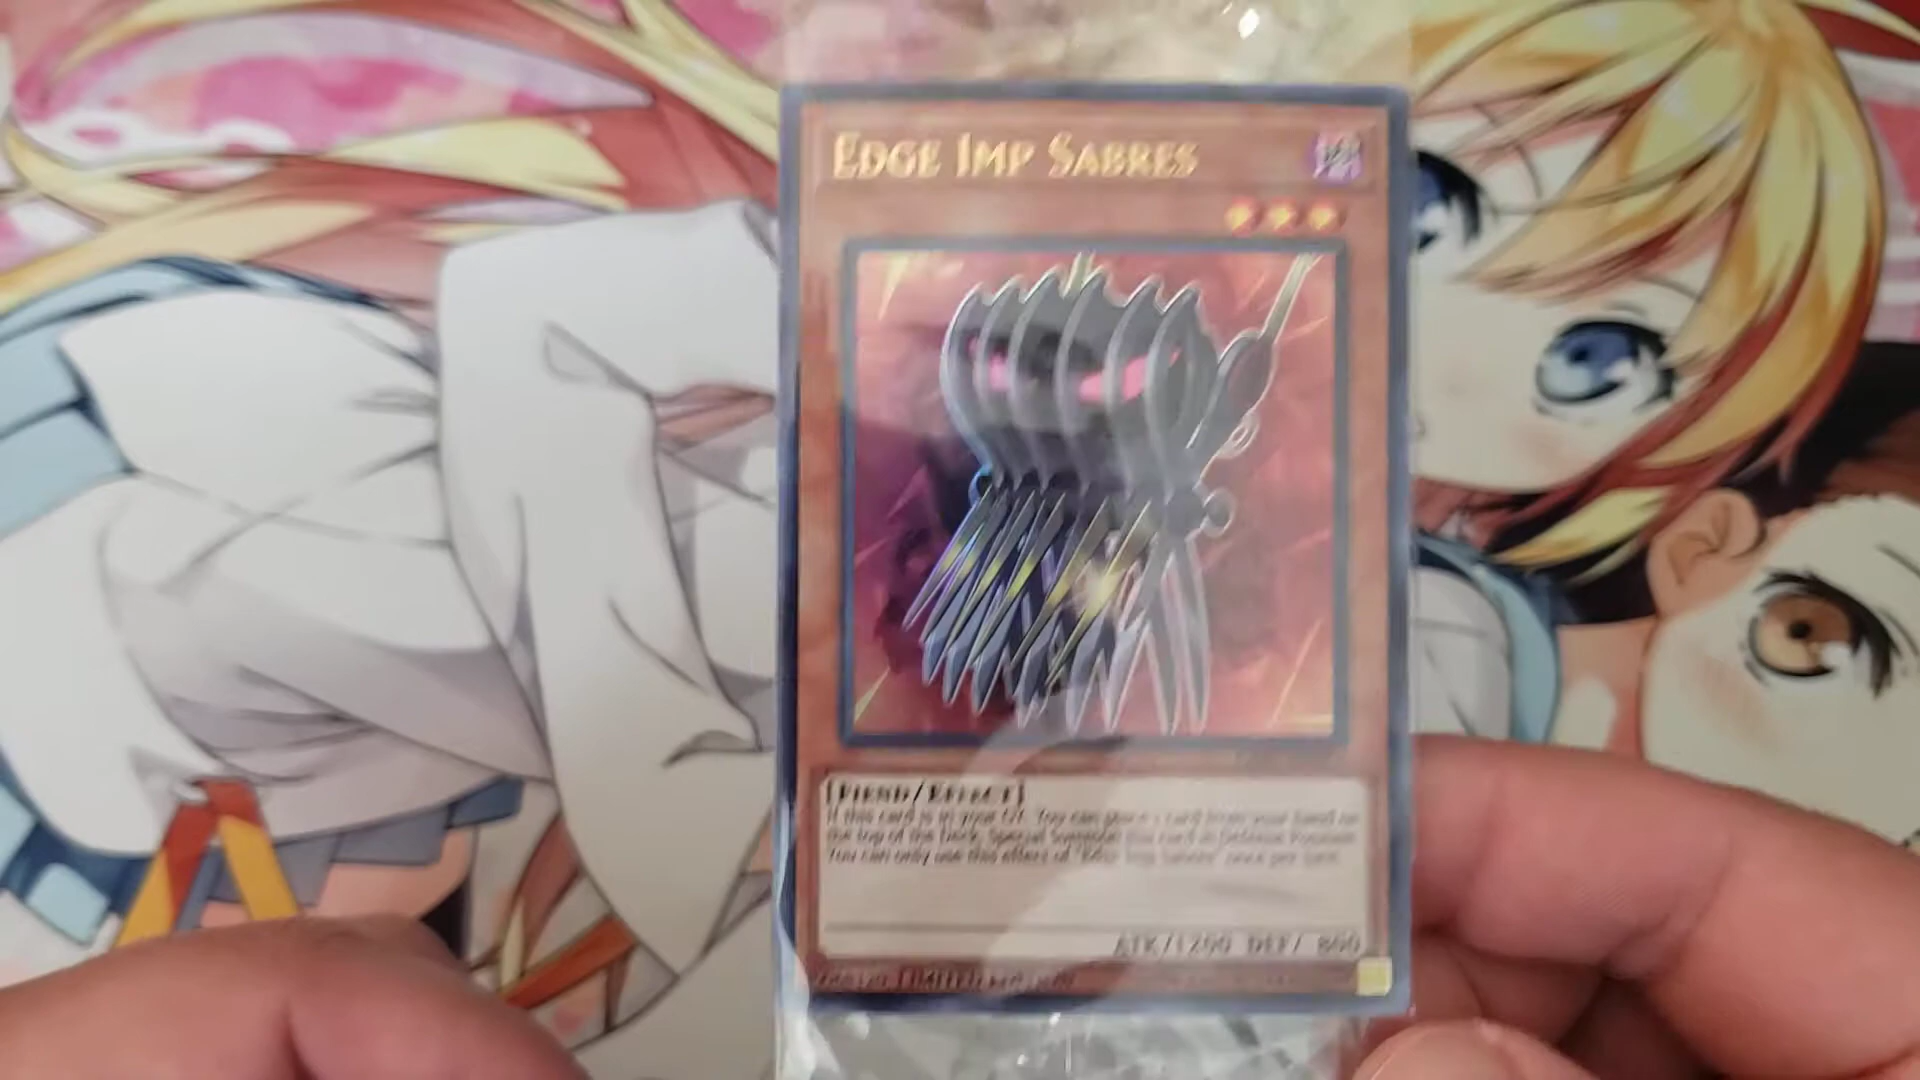 EDGE IMP SABRES
[FIEND/EFFECT]
If this card is in your GY: You can place 1 card from your hand on
the top of the Deck; Special Summon this card in Defense Position.
You can only use this effect of "Edge Imp Sabres" once per turn.
ATK/1200 DEF/ 800
LIMITED EDITION